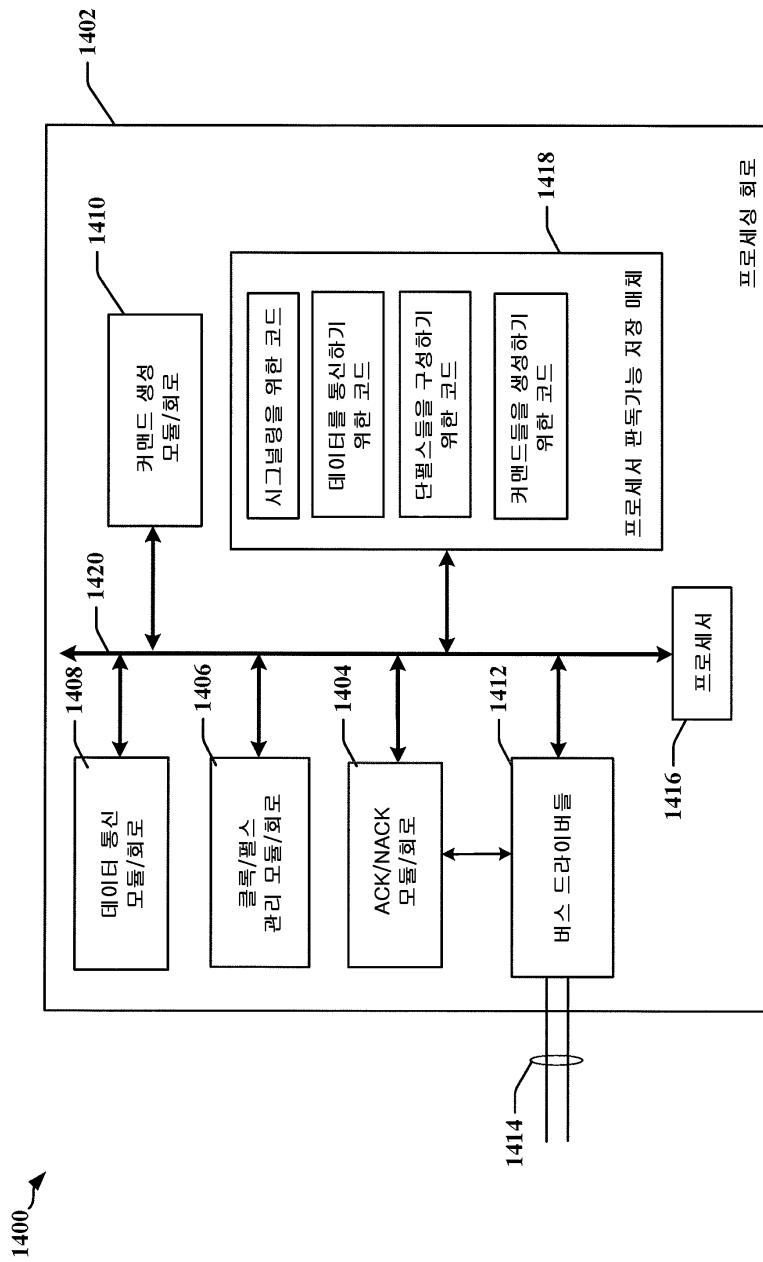 1400
1402
1408
1420
1410
데이터 통신
모듈/회로
커맨드 생성
모듈/회로
1406
클록/펄스
관리 모듈/회로
1404
ACK/NACK
모듈/회로
시그널링을 위한 코드
데이터를 통신하기
위한 코드
단펄스들을 구성하기
위한 코드
커맨드들을 생성하기
위한 코드
프로세서 판독가능 저장 매체
1418
1412
버스 드라이버들
1414
프로세서
1416
프로세싱 회로